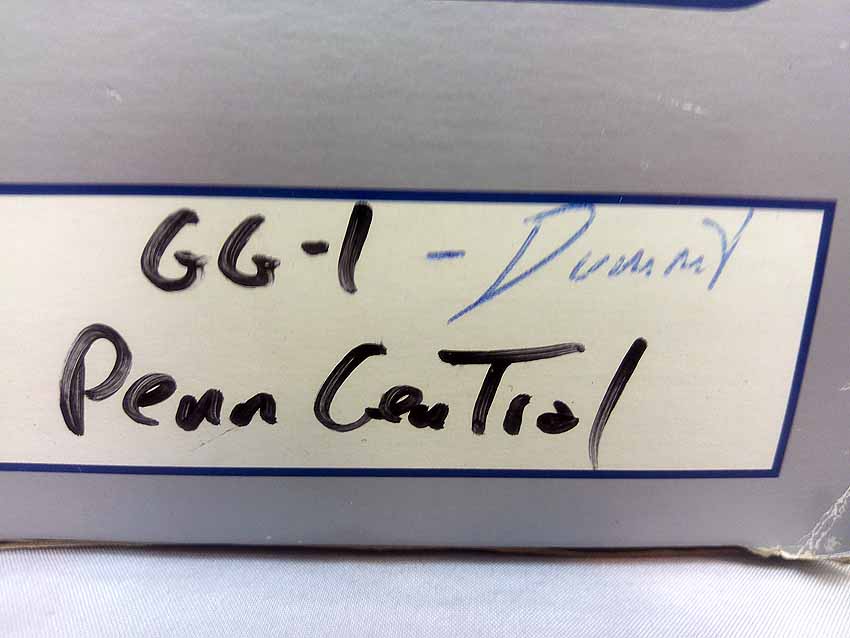 GG-1 - Dummy
Penn Central